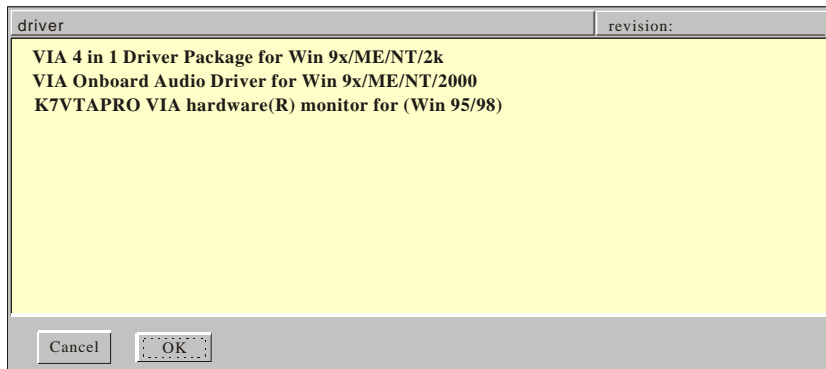 driver revision:
VIA 4 in 1 Driver Package for Win 9x/ME/NT/2k
VIA Onboard Audio Driver for Win 9x/ME/NT/2000
K7VTAPRO VIA hardware(R) monitor for (Win 95/98)
Cancel OK